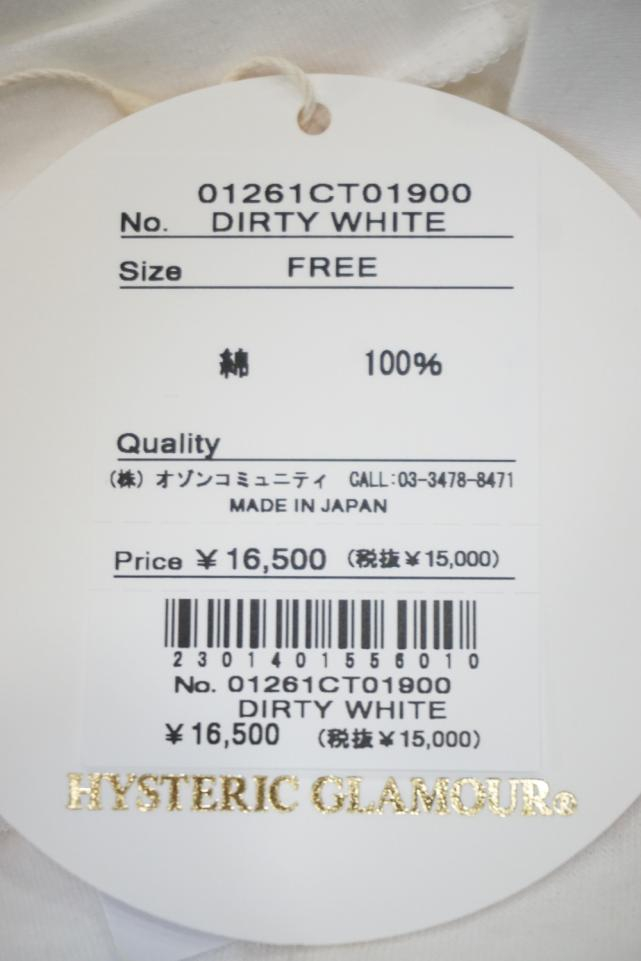 01261CT01900
No. DIRTY WHITE
Size FREE
綿 100%
Quality
(株) オゾンコミュニティ CALL:03-3478-8471
MADE IN JAPAN
Price ¥16,500 (税抜¥15,000)
2301401556010
No. 01261CT01900
DIRTY WHITE
¥16,500 (税抜¥15,000)
HYSTERIC GLAMOUR®